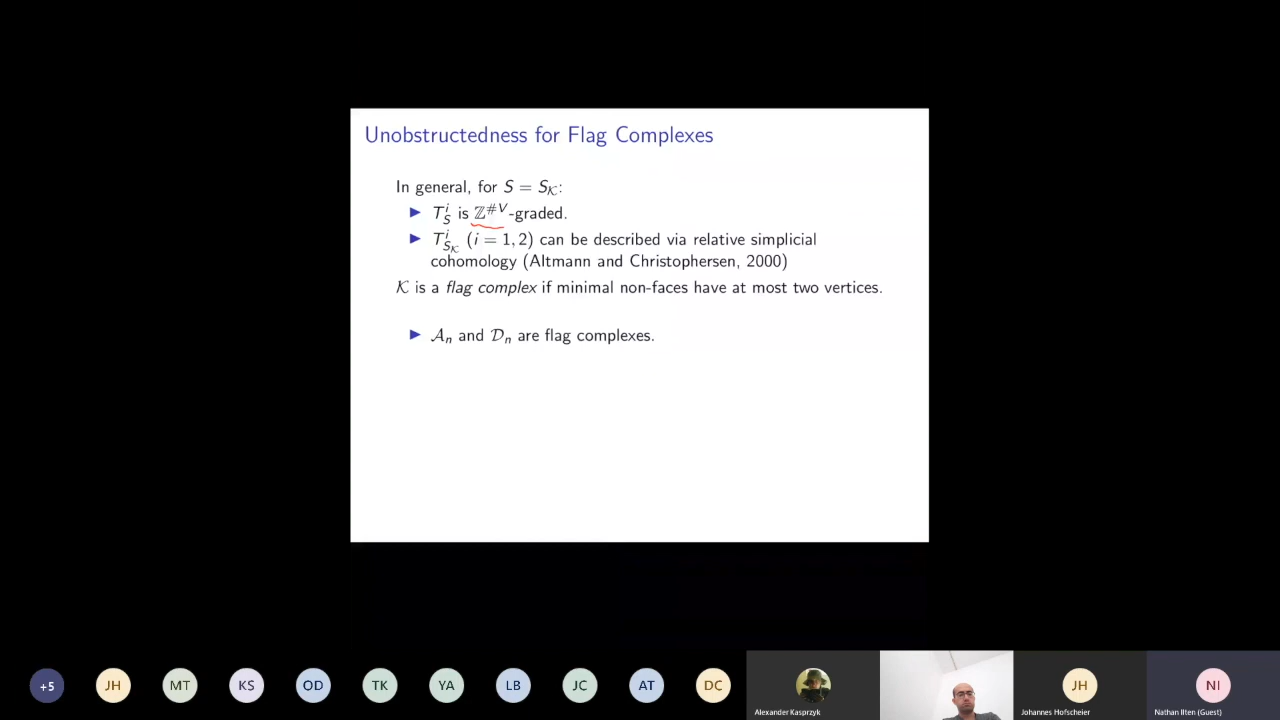 Unobstructedness for Flag Complexes
In general, for S = S_𝒦:
▶ T^i_S is ℤ^{#V}-graded.
▶ T^i_{S_𝒦} (i = 1, 2) can be described via relative simplicial
cohomology (Altmann and Christophersen, 2000)
𝒦 is a flag complex if minimal non-faces have at most two vertices.
▶ 𝒜_n and 𝒟_n are flag complexes.
+5 JH MT KS OD TK YA LB JC AT DC JH NI
Alexander Kasprzyk Johannes Hofscheier Nathan Ilten (Guest)